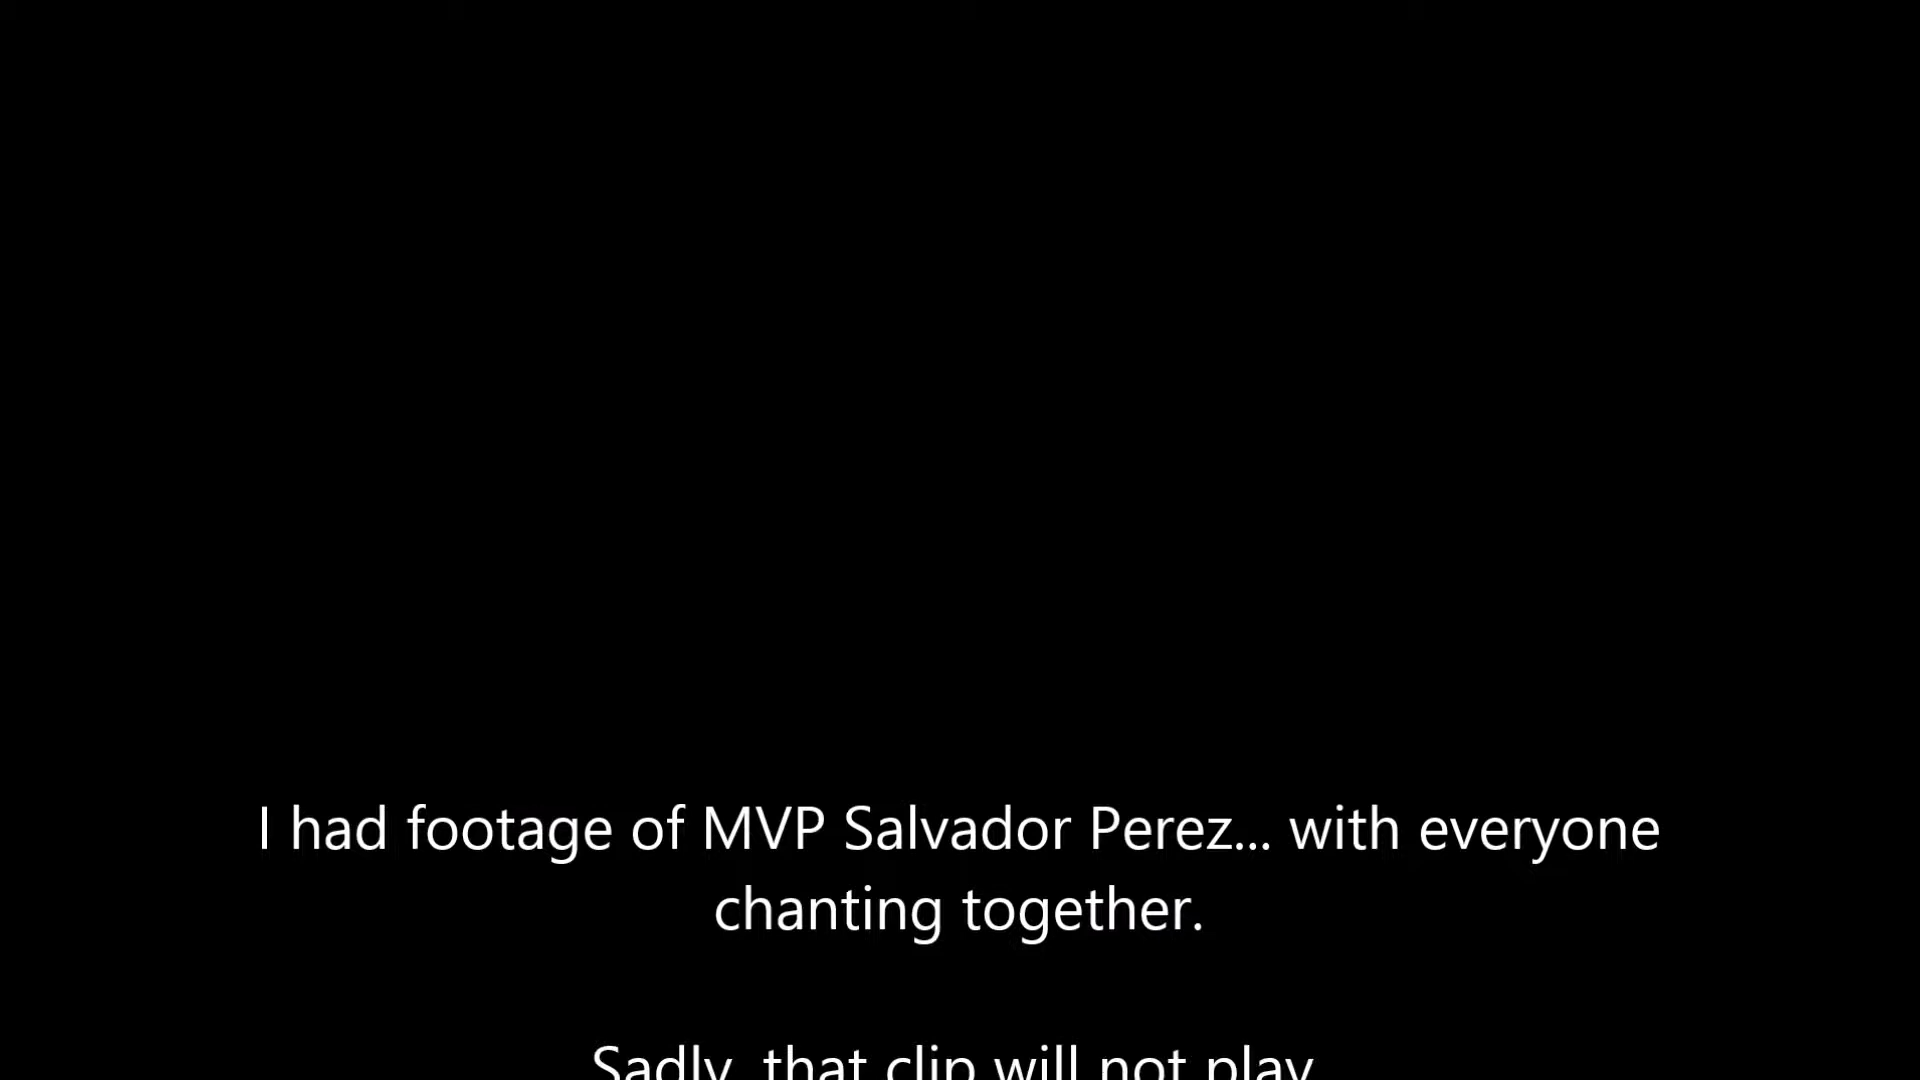 I had footage of MVP Salvador Perez... with everyone
chanting together.
Sadly, that clip will not play